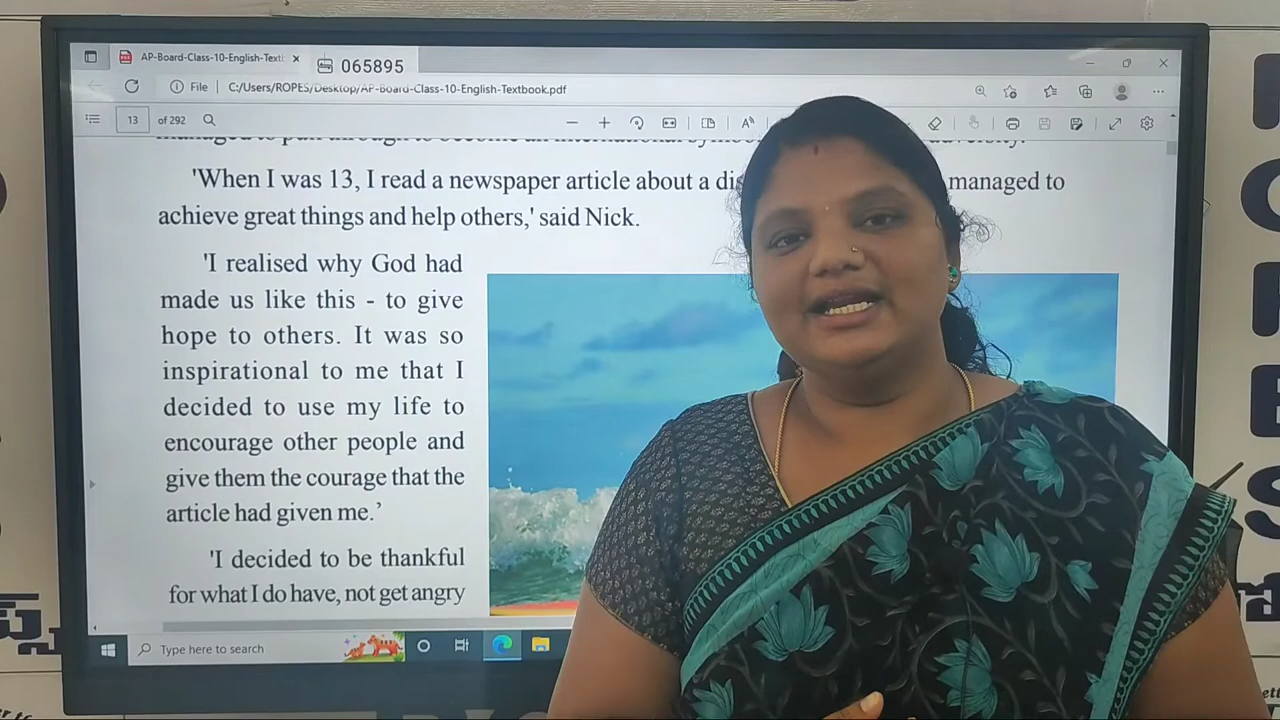 AP-Board-Class-10-English-Text
065895
File
C:/Users/ROPES/Desktop/AP-Board-Class-10-English-Textbook.pdf
13 of 292
'When I was 13, I read a newspaper article about a managed to
achieve great things and help others,' said Nick.
'I realised why God had
made us like this - to give
hope to others. It was so
inspirational to me that I
decided to use my life to
encourage other people and
give them the courage that the
article had given me.’
'I decided to be thankful
for what I do have, not get angry
Type here to search